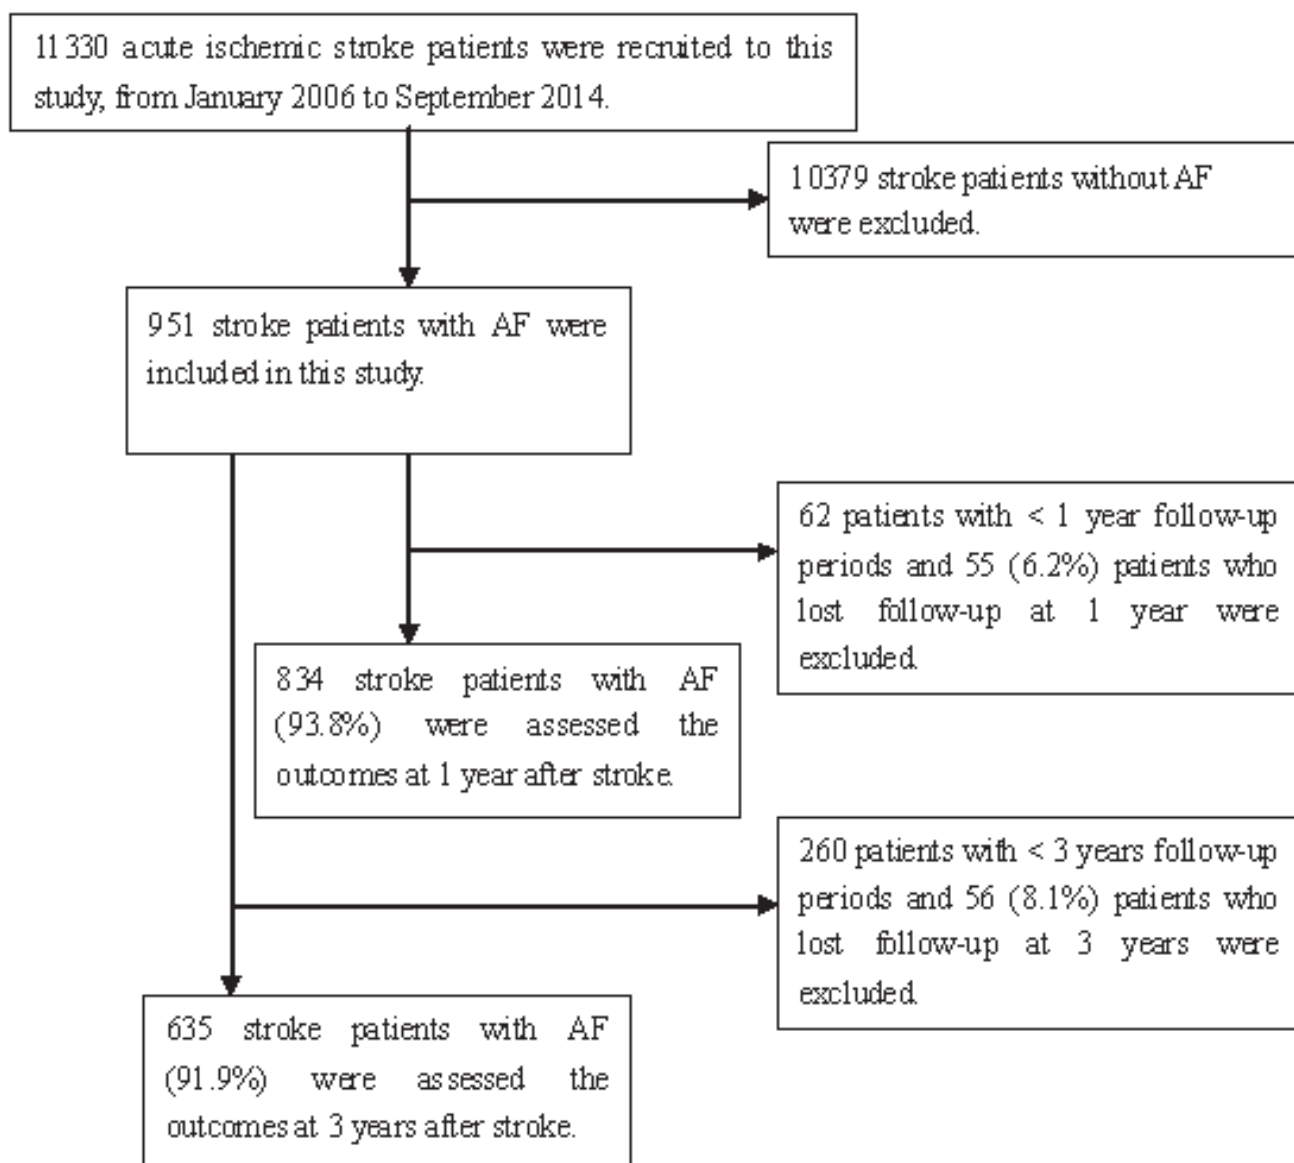 11330 acute ischemic stroke patients were recruited to this
study, from January 2006 to September 2014.
10379 stroke patients without AF
were excluded.
951 stroke patients with AF were
included in this study.
62 patients with < 1 year follow-up
periods and 55 (6.2%) patients who
lost follow-up at 1 year were
excluded.
834 stroke patients with AF
(93.8%) were assessed the
outcomes at 1 year after stroke.
260 patients with < 3 years follow-up
periods and 56 (8.1%) patients who
lost follow-up at 3 years were
excluded.
635 stroke patients with AF
(91.9%) were assessed the
outcomes at 3 years after stroke.